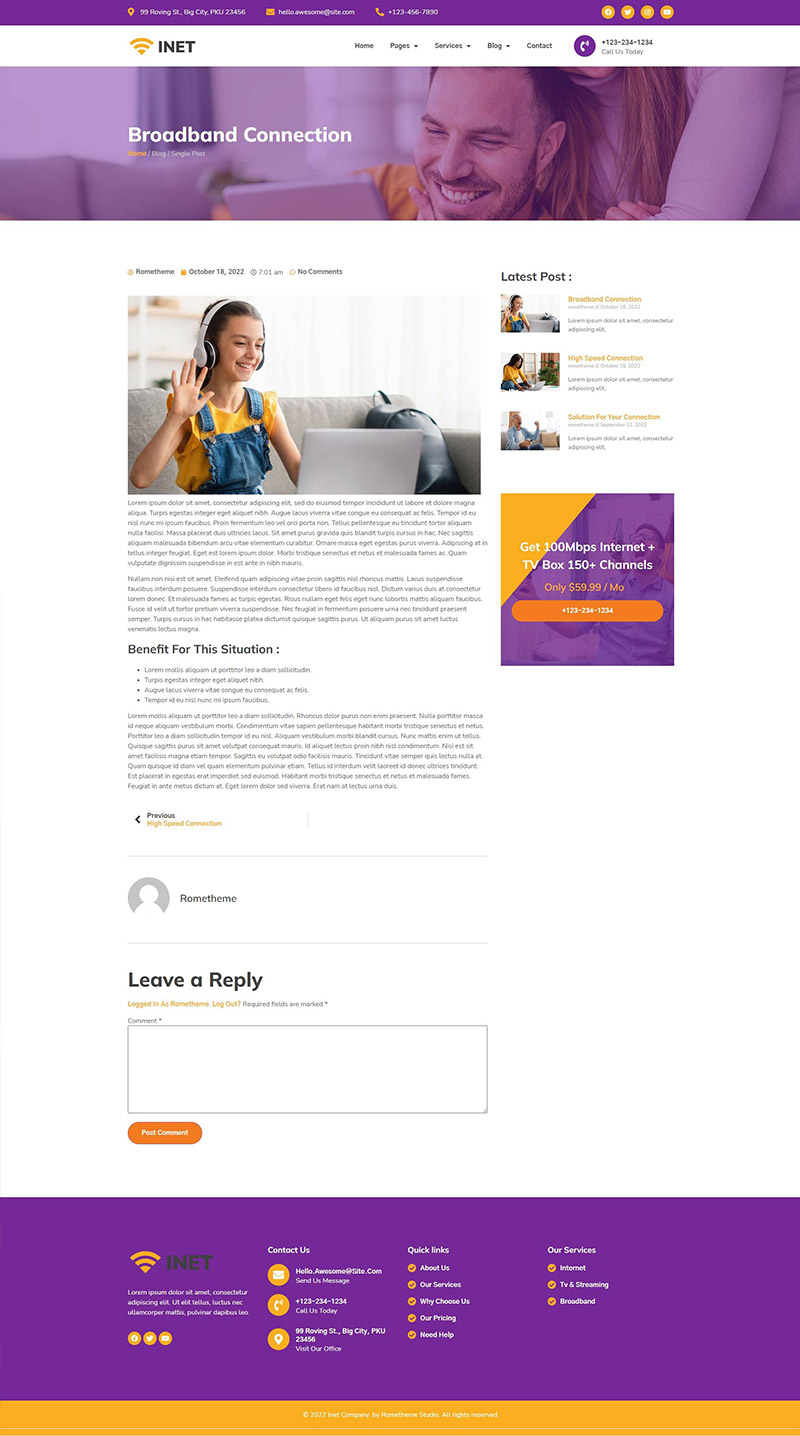 99 Roving St., Big City, PKU 23456
hello.awesome@site.com
+123-456-7890
INET
Home
Pages
Services
Blog
Contact
+123-234-1234
Call Us Today
Broadband Connection
Home / Blog / Single Post
Rometheme
October 18, 2022
7:01 am
No Comments
Lorem ipsum dolor sit amet, consectetur adipiscing elit, sed do eiusmod tempor incididunt ut labore et dolore magna
aliqua. Turpis egestas integer eget aliquet nibh. Augue lacus viverra vitae congue eu consequat ac felis. Tempor id eu
nisl nunc mi ipsum faucibus. Proin fermentum leo vel orci porta non. Tellus pellentesque eu tincidunt tortor aliquam
nulla facilisi. Massa placerat duis ultricies lacus. Sit amet purus gravida quis blandit turpis cursus in hac. Nec sagittis
aliquam malesuada bibendum arcu vitae elementum curabitur. Ornare massa eget egestas purus viverra. Adipiscing at in
tellus integer feugiat. Eget est lorem ipsum dolor. Morbi tristique senectus et netus et malesuada fames ac. Quam
vulputate dignissim suspendisse in est ante in nibh mauris.
Nullam non nisi est sit amet. Eleifend quam adipiscing vitae proin sagittis nisl rhoncus mattis. Lacus suspendisse
faucibus interdum posuere. Suspendisse interdum consectetur libero id faucibus nisl. Dictum varius duis at consectetur
lorem donec. Et malesuada fames ac turpis egestas. Risus nullam eget felis eget nunc lobortis mattis aliquam faucibus.
Fusce id velit ut tortor pretium viverra suspendisse. Nec feugiat in fermentum posuere urna nec tincidunt praesent
semper. Turpis cursus in hac habitasse platea dictumst quisque sagittis purus. Ut aliquam purus sit amet luctus
venenatis lectus magna.
Benefit For This Situation :
• Lorem mollis aliquam ut porttitor leo a diam sollicitudin.
• Turpis egestas integer eget aliquet nibh.
• Augue lacus viverra vitae congue eu consequat ac felis.
• Tempor id eu nisl nunc mi ipsum faucibus.
Lorem mollis aliquam ut porttitor leo a diam sollicitudin. Rhoncus dolor purus non enim praesent. Nulla porttitor massa
id neque aliquam vestibulum morbi. Condimentum vitae sapien pellentesque habitant morbi tristique senectus et netus.
Porttitor leo a diam sollicitudin tempor id eu nisl. Aliquam vestibulum morbi blandit cursus. Nunc mattis enim ut tellus.
Quisque sagittis purus sit amet volutpat consequat mauris. Id aliquet lectus proin nibh nisl condimentum. Nisi est sit
amet facilisis magna etiam tempor. Sagittis eu volutpat odio facilisis mauris. Tincidunt vitae semper quis lectus nulla at.
Quam quisque id diam vel quam elementum pulvinar etiam. Tellus id interdum velit laoreet id donec ultrices tincidunt.
Est placerat in egestas erat imperdiet sed euismod. Habitant morbi tristique senectus et netus et malesuada fames.
Feugiat in ante metus dictum at. Eget lorem dolor sed viverra. Erat nam at lectus urna duis.
Previous
High Speed Connection
Rometheme
Leave a Reply
Logged In As Rometheme. Log Out? Required fields are marked *
Comment *
Post Comment
Latest Post :
Broadband Connection
rometheme // October 18, 2022
Lorem ipsum dolor sit amet, consectetur
adipiscing elit,
High Speed Connection
rometheme // October 18, 2022
Lorem ipsum dolor sit amet, consectetur
adipiscing elit,
Solution For Your Connection
rometheme // September 21, 2022
Lorem ipsum dolor sit amet, consectetur
adipiscing elit,
Get 100Mbps Internet +
TV Box 150+ Channels
Only $59.99 / Mo
+123-234-1234
INET
Lorem ipsum dolor sit amet, consectetur
adipiscing elit. Ut elit tellus, luctus nec
ullamcorper mattis, pulvinar dapibus leo.
Contact Us
Hello.Awesome@Site.Com
Send Us Message
+123-234-1234
Call Us Today
99 Roving St., Big City, PKU
23456
Visit Our Office
Quick links
About Us
Our Services
Why Choose Us
Our Pricing
Need Help
Our Services
Internet
Tv & Streaming
Broadband
© 2022 Inet Company. by Rometheme Studio. All rights reserved